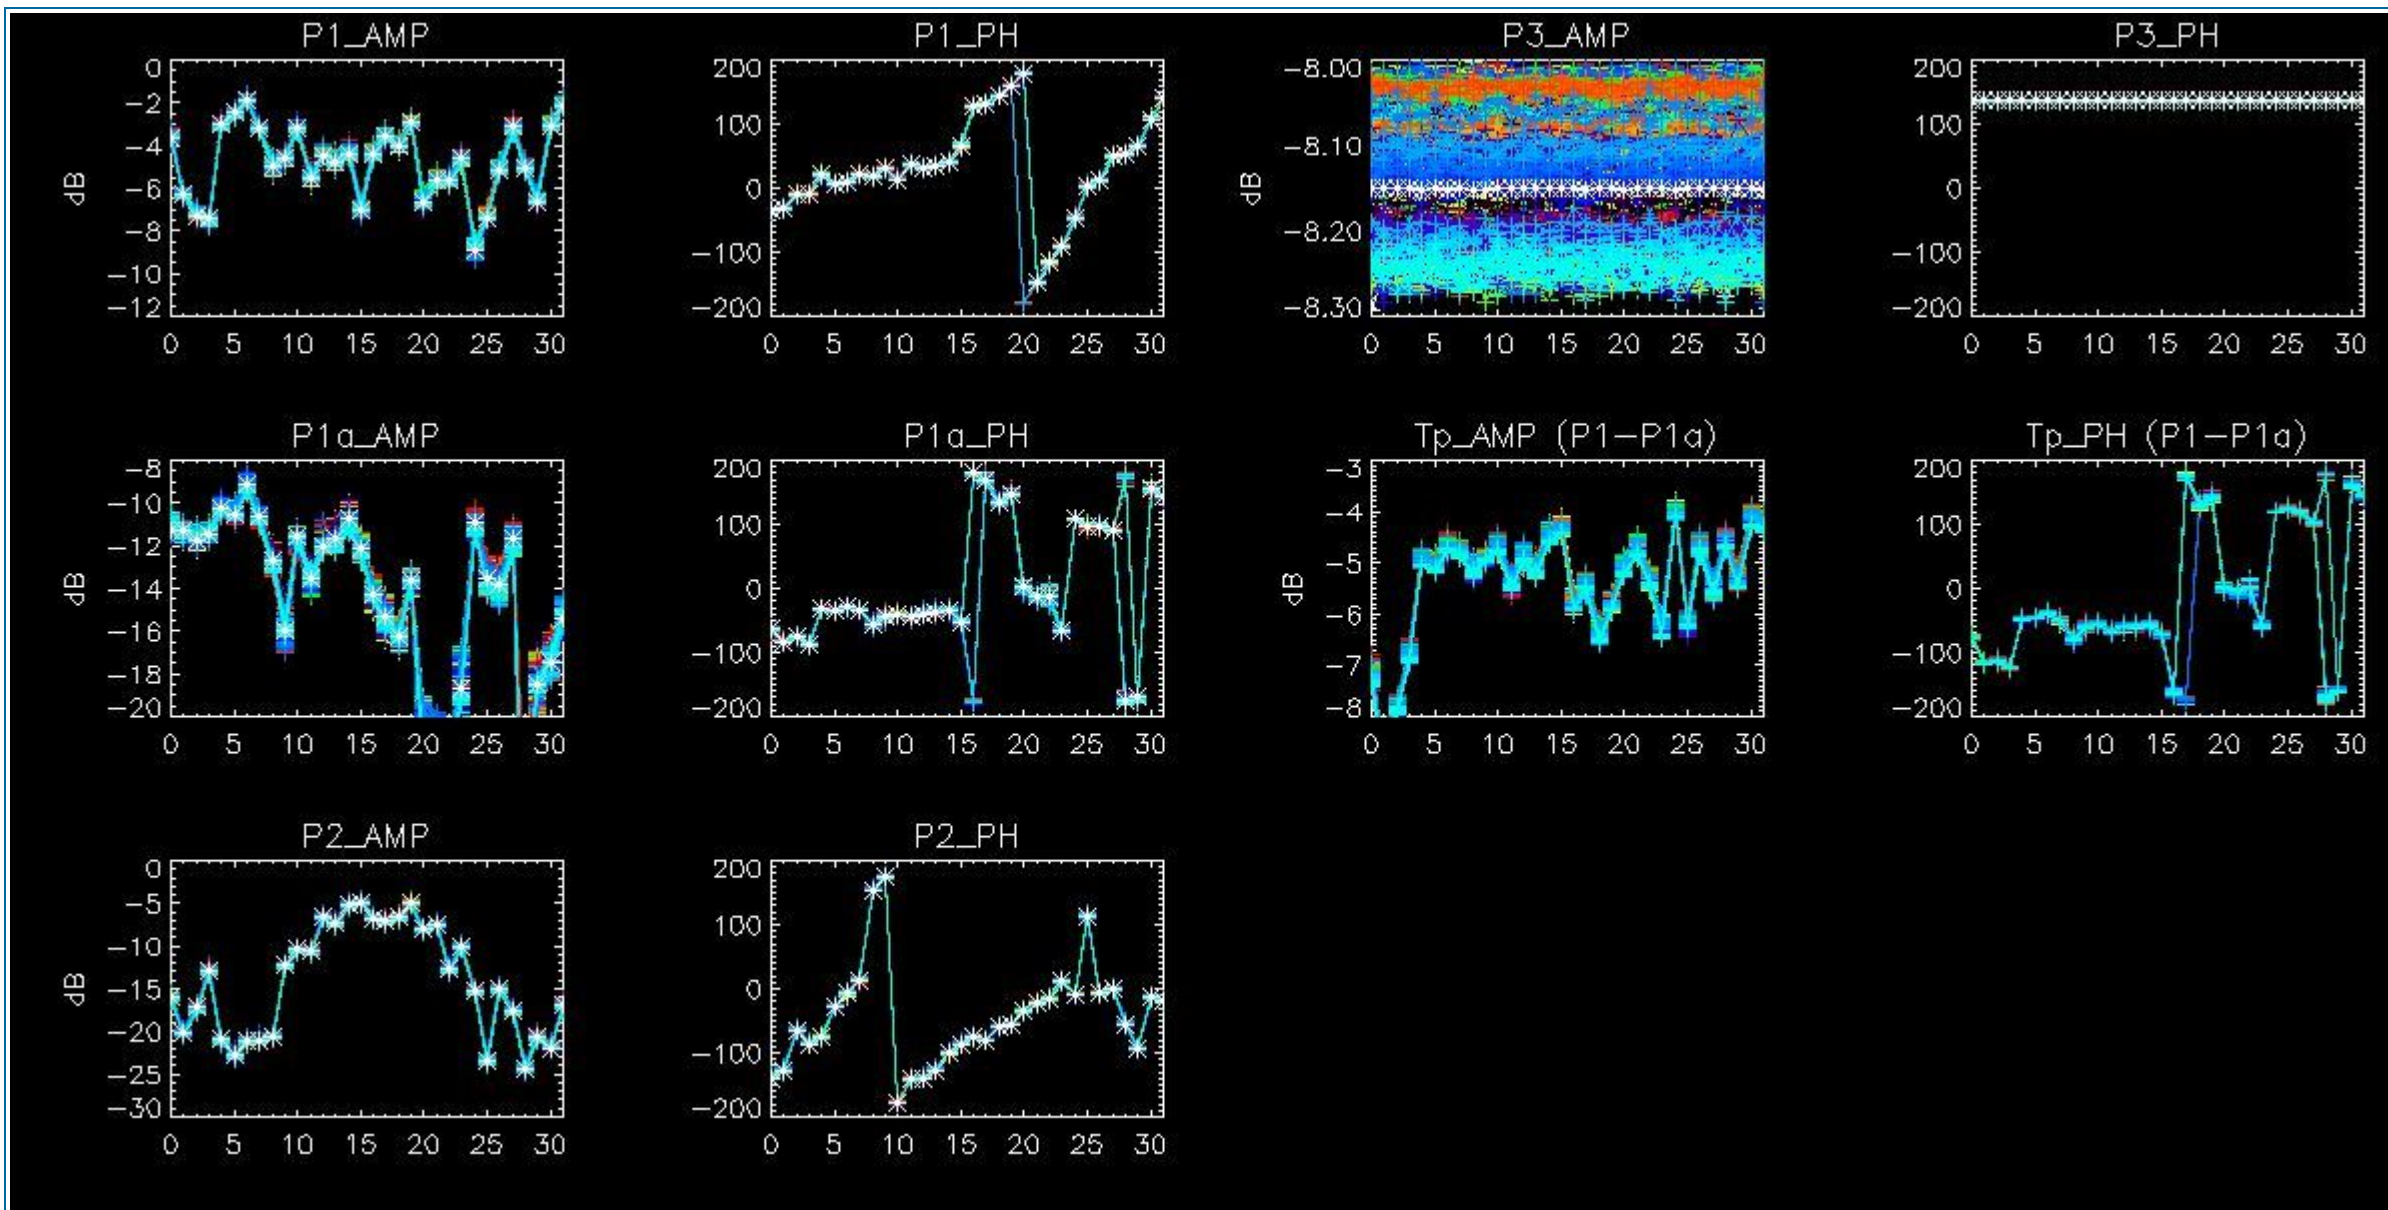 P1_AMP
P1_PH
P3_AMP
P3_PH
0
−2
−4
−6
−8
−10
−12
dB
0 5 10 15 20 25 30
200
100
0
−100
−200
0 5 10 15 20 25 30
−8.00
−8.10
−8.20
−8.30
dB
0 5 10 15 20 25 30
200
100
0
−100
−200
0 5 10 15 20 25 30
P1a_AMP
P1a_PH
Tp_AMP (P1−P1a)
Tp_PH (P1−P1a)
−8
−10
−12
−14
−16
−18
−20
dB
0 5 10 15 20 25 30
200
100
0
−100
−200
0 5 10 15 20 25 30
−3
−4
−5
−6
−7
−8
dB
0 5 10 15 20 25 30
200
100
0
−100
−200
0 5 10 15 20 25 30
P2_AMP
P2_PH
0
−5
−10
−15
−20
−25
−30
dB
0 5 10 15 20 25 30
200
100
0
−100
−200
0 5 10 15 20 25 30